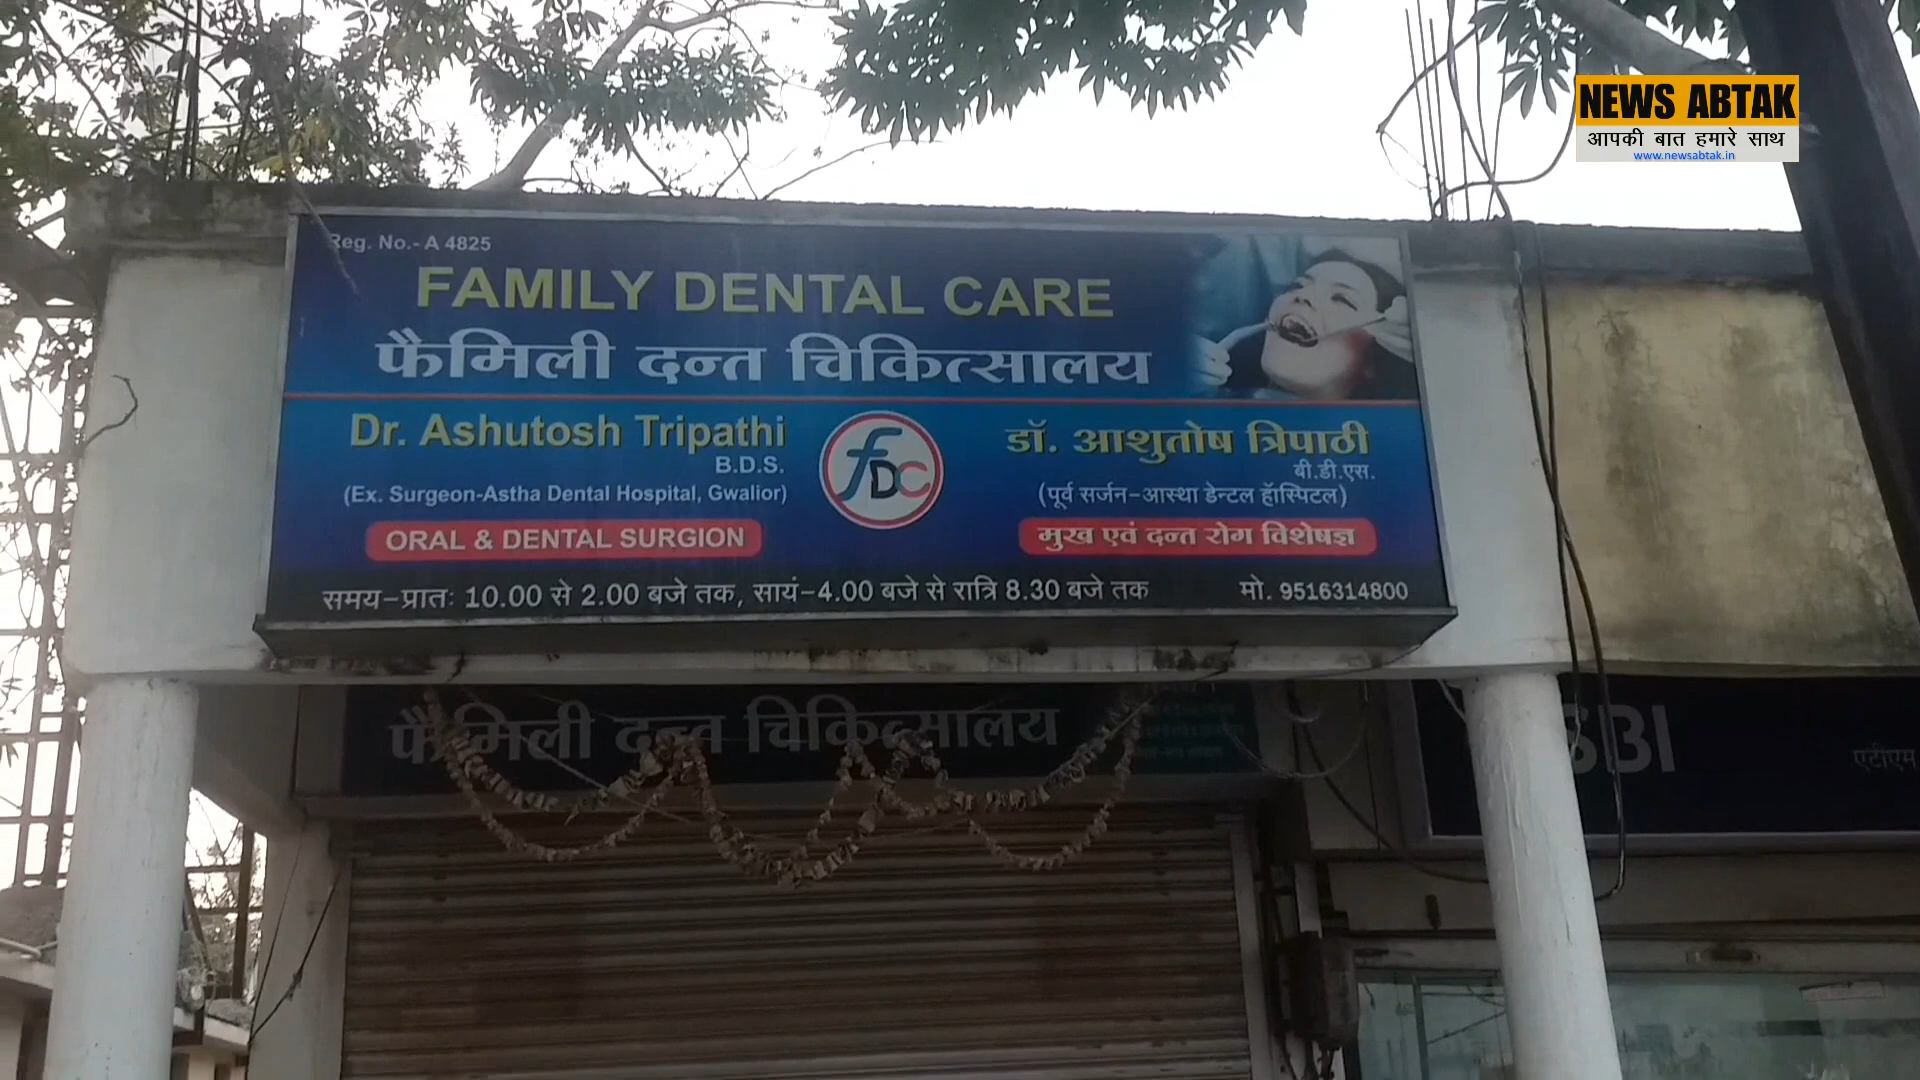 NEWS ABTAK
आपकी बात हमारे साथ
www.newsabtak.in
Reg. No.- A 4825
FAMILY DENTAL CARE
फैमिली दन्त चिकित्सालय
Dr. Ashutosh Tripathi
B.D.S.
(Ex. Surgeon-Astha Dental Hospital, Gwalior)
ORAL & DENTAL SURGION
FDC
डॉ. आशुतोष त्रिपाठी
बी.डी.एस.
(पूर्व सर्जन-आस्था डेन्टल हॉस्पिटल)
मुख एवं दन्त रोग विशेषज्ञ
समय-प्रातः 10.00 से 2.00 बजे तक, सायं-4.00 बजे से रात्रि 8.30 बजे तक मो. 9516314800
फैमिली दन्त चिकित्सालय
SBI
एटीएम